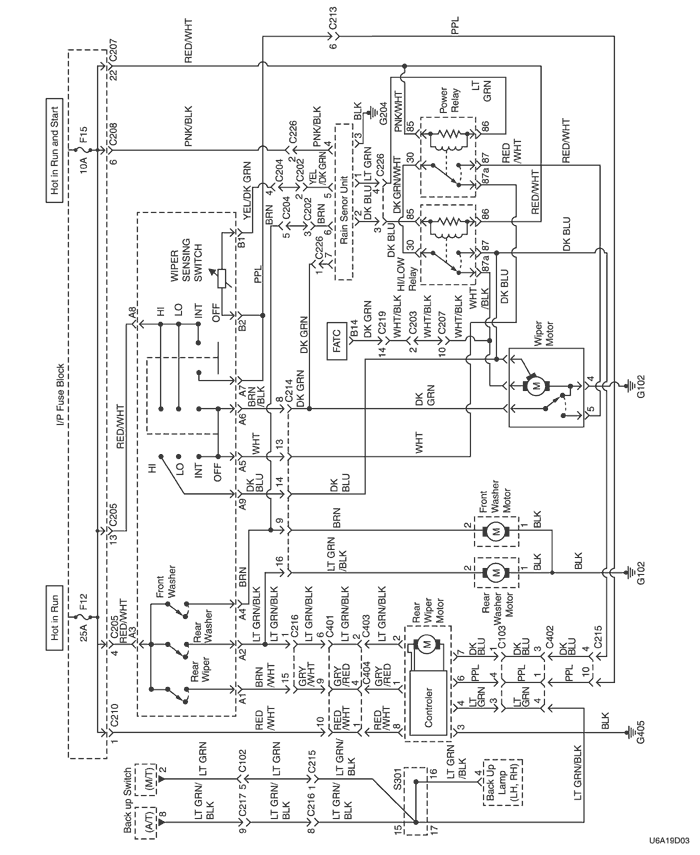 Hot in Run and Start
Hot in Run
I/P Fuse Block
10A
F15
25A
F12
6
C208
22
C207
13
C205
4
C205
1
C210
PNK/BLK
RED/WHT
RED/WHT
RED/WHT
6
C213
PPL
A9
A3
HI
LO
INT
OFF
WIPER
SENSING
SWITCH
HI
LO
INT
OFF
Front
Washer
Rear
Washer
Rear
Wiper
B1
B2
A7
A6
A5
A9
A4
A2
A1
YEL/DK GRN
PPL
BRN
/BLK
WHT
DK
BLU
BRN
LT GRN/BLK
BRN
/WHT
RED
/WHT
2
C226
PNK/BLK
4
C204
2
C202
YEL
/DK GRN
BRN
5
C204
3
C202
BRN
1
C226
7
4
5
6
Rain Sensor Unit
3
BLK
G204
1
LT GRN
4
C226
2
DK BLU
3
DK GRN/WHT
DK BLU
PNK/WHT
Power
Relay
LT
GRN
85
86
30
87
87a
RED
/WHT
RED/WHT
HI/LOW
Relay
85
86
30
87
87a
RED/WHT
DK BLU
DK BLU
WHT
/BLK
DK GRN
FATC
B14
DK GRN
14
C219
WHT/BLK
2
C203
WHT/BLK
10
C207
WHT/BLK
DK GRN
8
C214
13
14
9
16
DK
GRN
WHT
DK
BLU
BRN
LT GRN
/BLK
Wiper
Motor
M
4
5
G102
Front
Washer
Motor
2
M
1
BLK
Rear
Washer
Motor
2
M
1
BLK
BLK
G102
LT GRN/BLK
1
C216
LT GRN/BLK
6
C401
LT GRN/BLK
2
C403
LT GRN/BLK
2
15
GRY
/WHT
9
GRY
/RED
4
C404
GRY
/RED
1
10
RED
/WHT
1
RED
/WHT
8
Rear
Wiper
Motor
M
Controller
7
DK
BLU
1
C103
DK
BLU
3
C402
DK
BLU
9
C215
6
PPL
4
PPL
1
PPL
10
4
LT
GRN
3
LT
GRN
4
3
BLK
G405
LT GRN/BLK
Back up Switch
(M/T)
2
LT GRN
5
C102
LT GRN
1
C215
LT GRN/
BLK
(A/T)
8
LT GRN/
BLK
9
C217
LT GRN/
BLK
8
C216
LT GRN/
BLK
S301
15
16
17
LT GRN
/BLK
4
Back Up
Lamp
(LH, RH)
U6A19D03